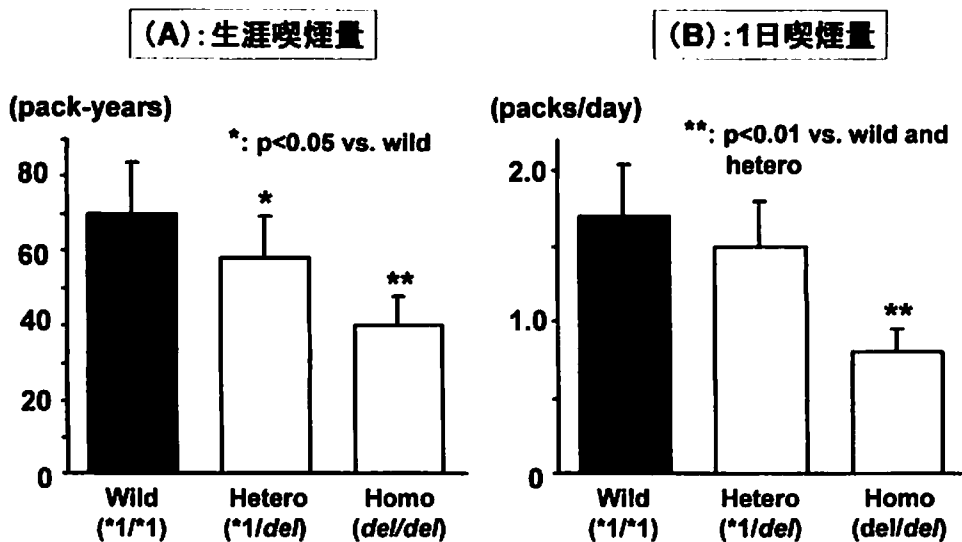 (A):生涯喫煙量
(pack-years)
*: p<0.05 vs. wild
80
60
40
20
0
*
**
Wild
(*1/*1)
Hetero
(*1/del)
Homo
(del/del)
(B):1日喫煙量
(packs/day)
**: p<0.01 vs. wild and
hetero
2.0
1.0
0
**
Wild
(*1/*1)
Hetero
(*1/del)
Homo
(del/del)